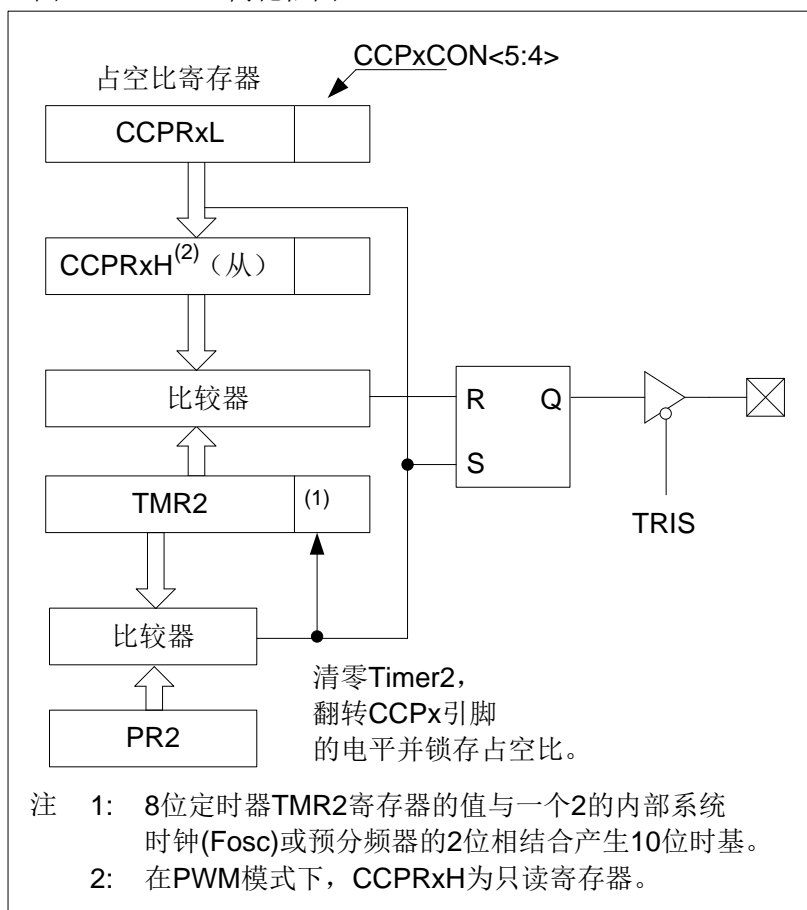 CCPxCON<5:4>
占空比寄存器
CCPRxL
CCPRxH(2)（从）
比较器
R Q
S
TMR2 (1)
TRIS
比较器
清零Timer2，
翻转CCPx引脚
的电平并锁存占空比。
PR2
注 1: 8位定时器TMR2寄存器的值与一个2的内部系统
时钟(Fosc)或预分频器的2位相结合产生10位时基。
2: 在PWM模式下，CCPRxH为只读寄存器。